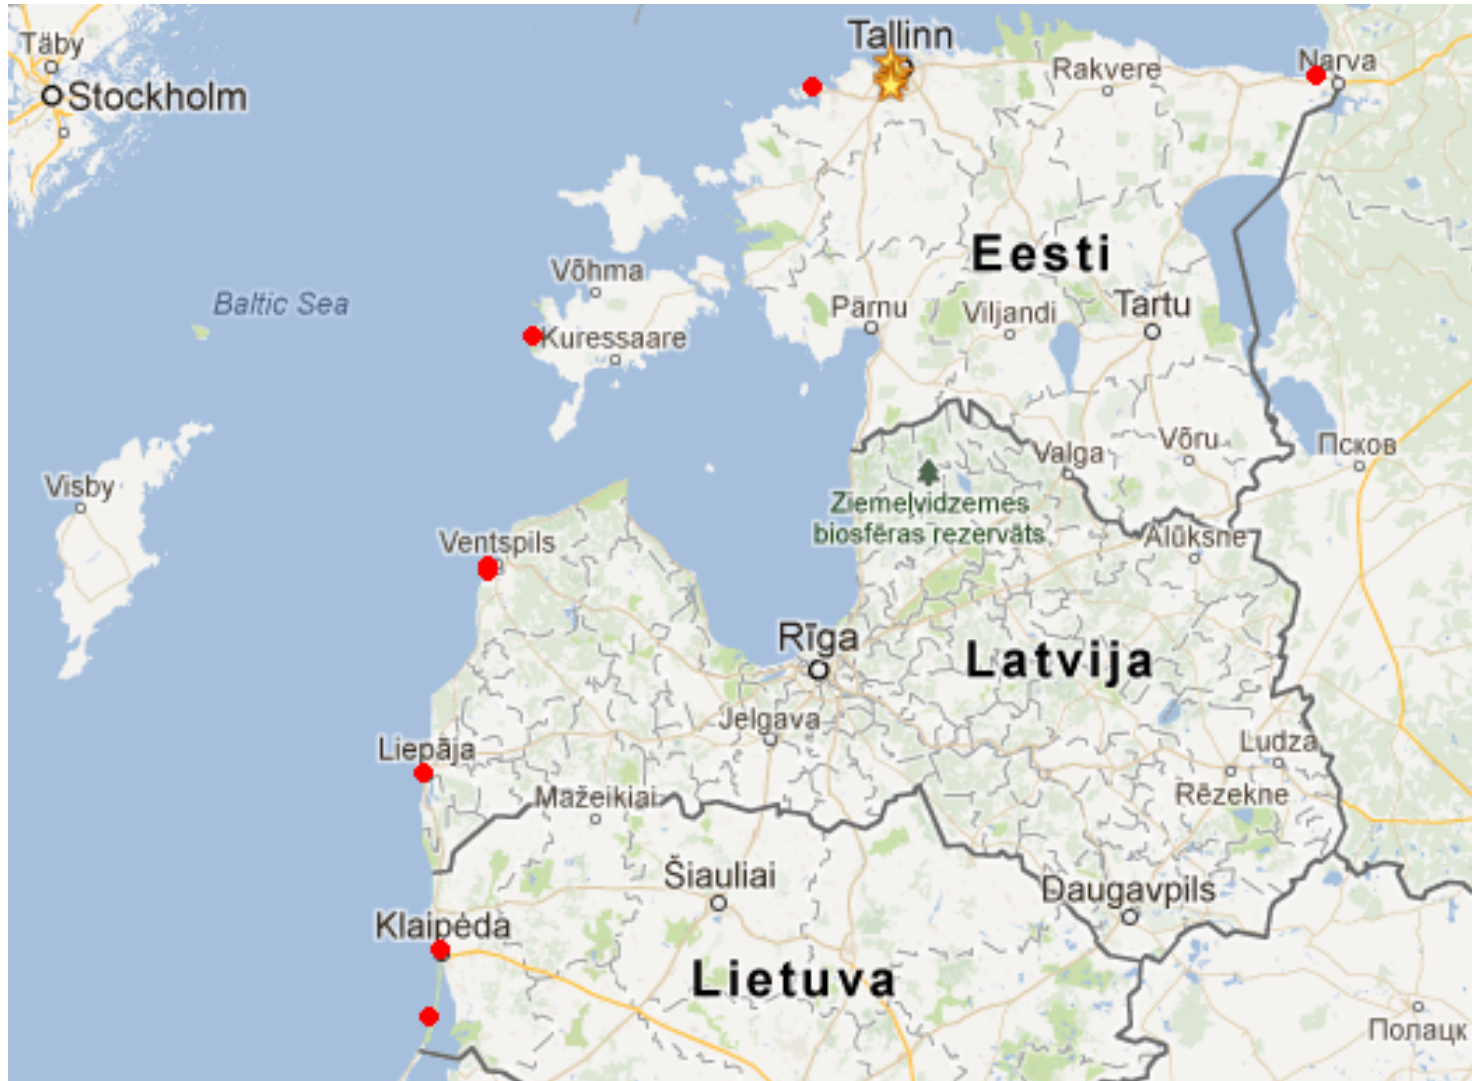 Täby
Stockholm
Tallinn
Rakvere
Narva
Eesti
Võhma
Baltic Sea
Pärnu
Viljandi
Tartu
Kuressaare
Valga
Võru
Псков
Visby
Ziemeļvidzemes
biosfēras rezervāts
Alūksne
Ventspils
Rīga
Latvija
Jelgava
Liepāja
Ludza
Mažeikiai
Rēzekne
Šiauliai
Daugavpils
Klaipėda
Lietuva
Полацк